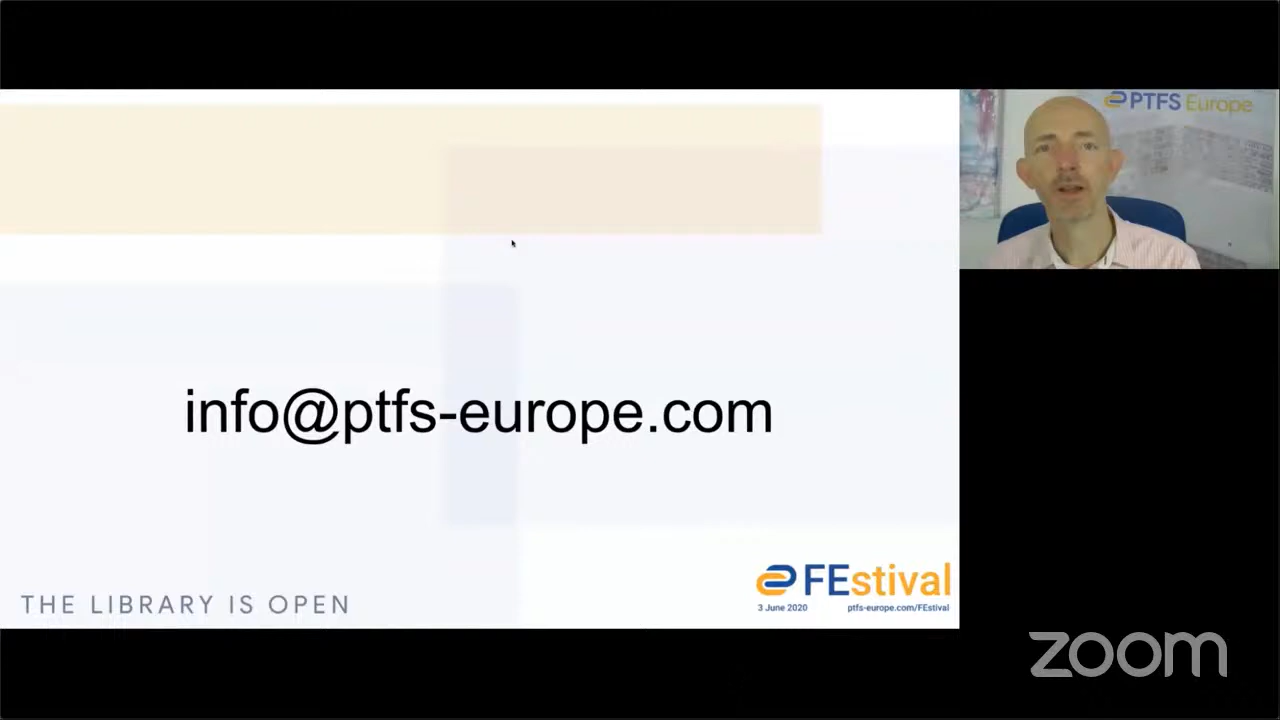 PTFS Europe
info@ptfs-europe.com
THE LIBRARY IS OPEN
FEstival
3 June 2020 ptfs-europe.com/FEstival
zoom